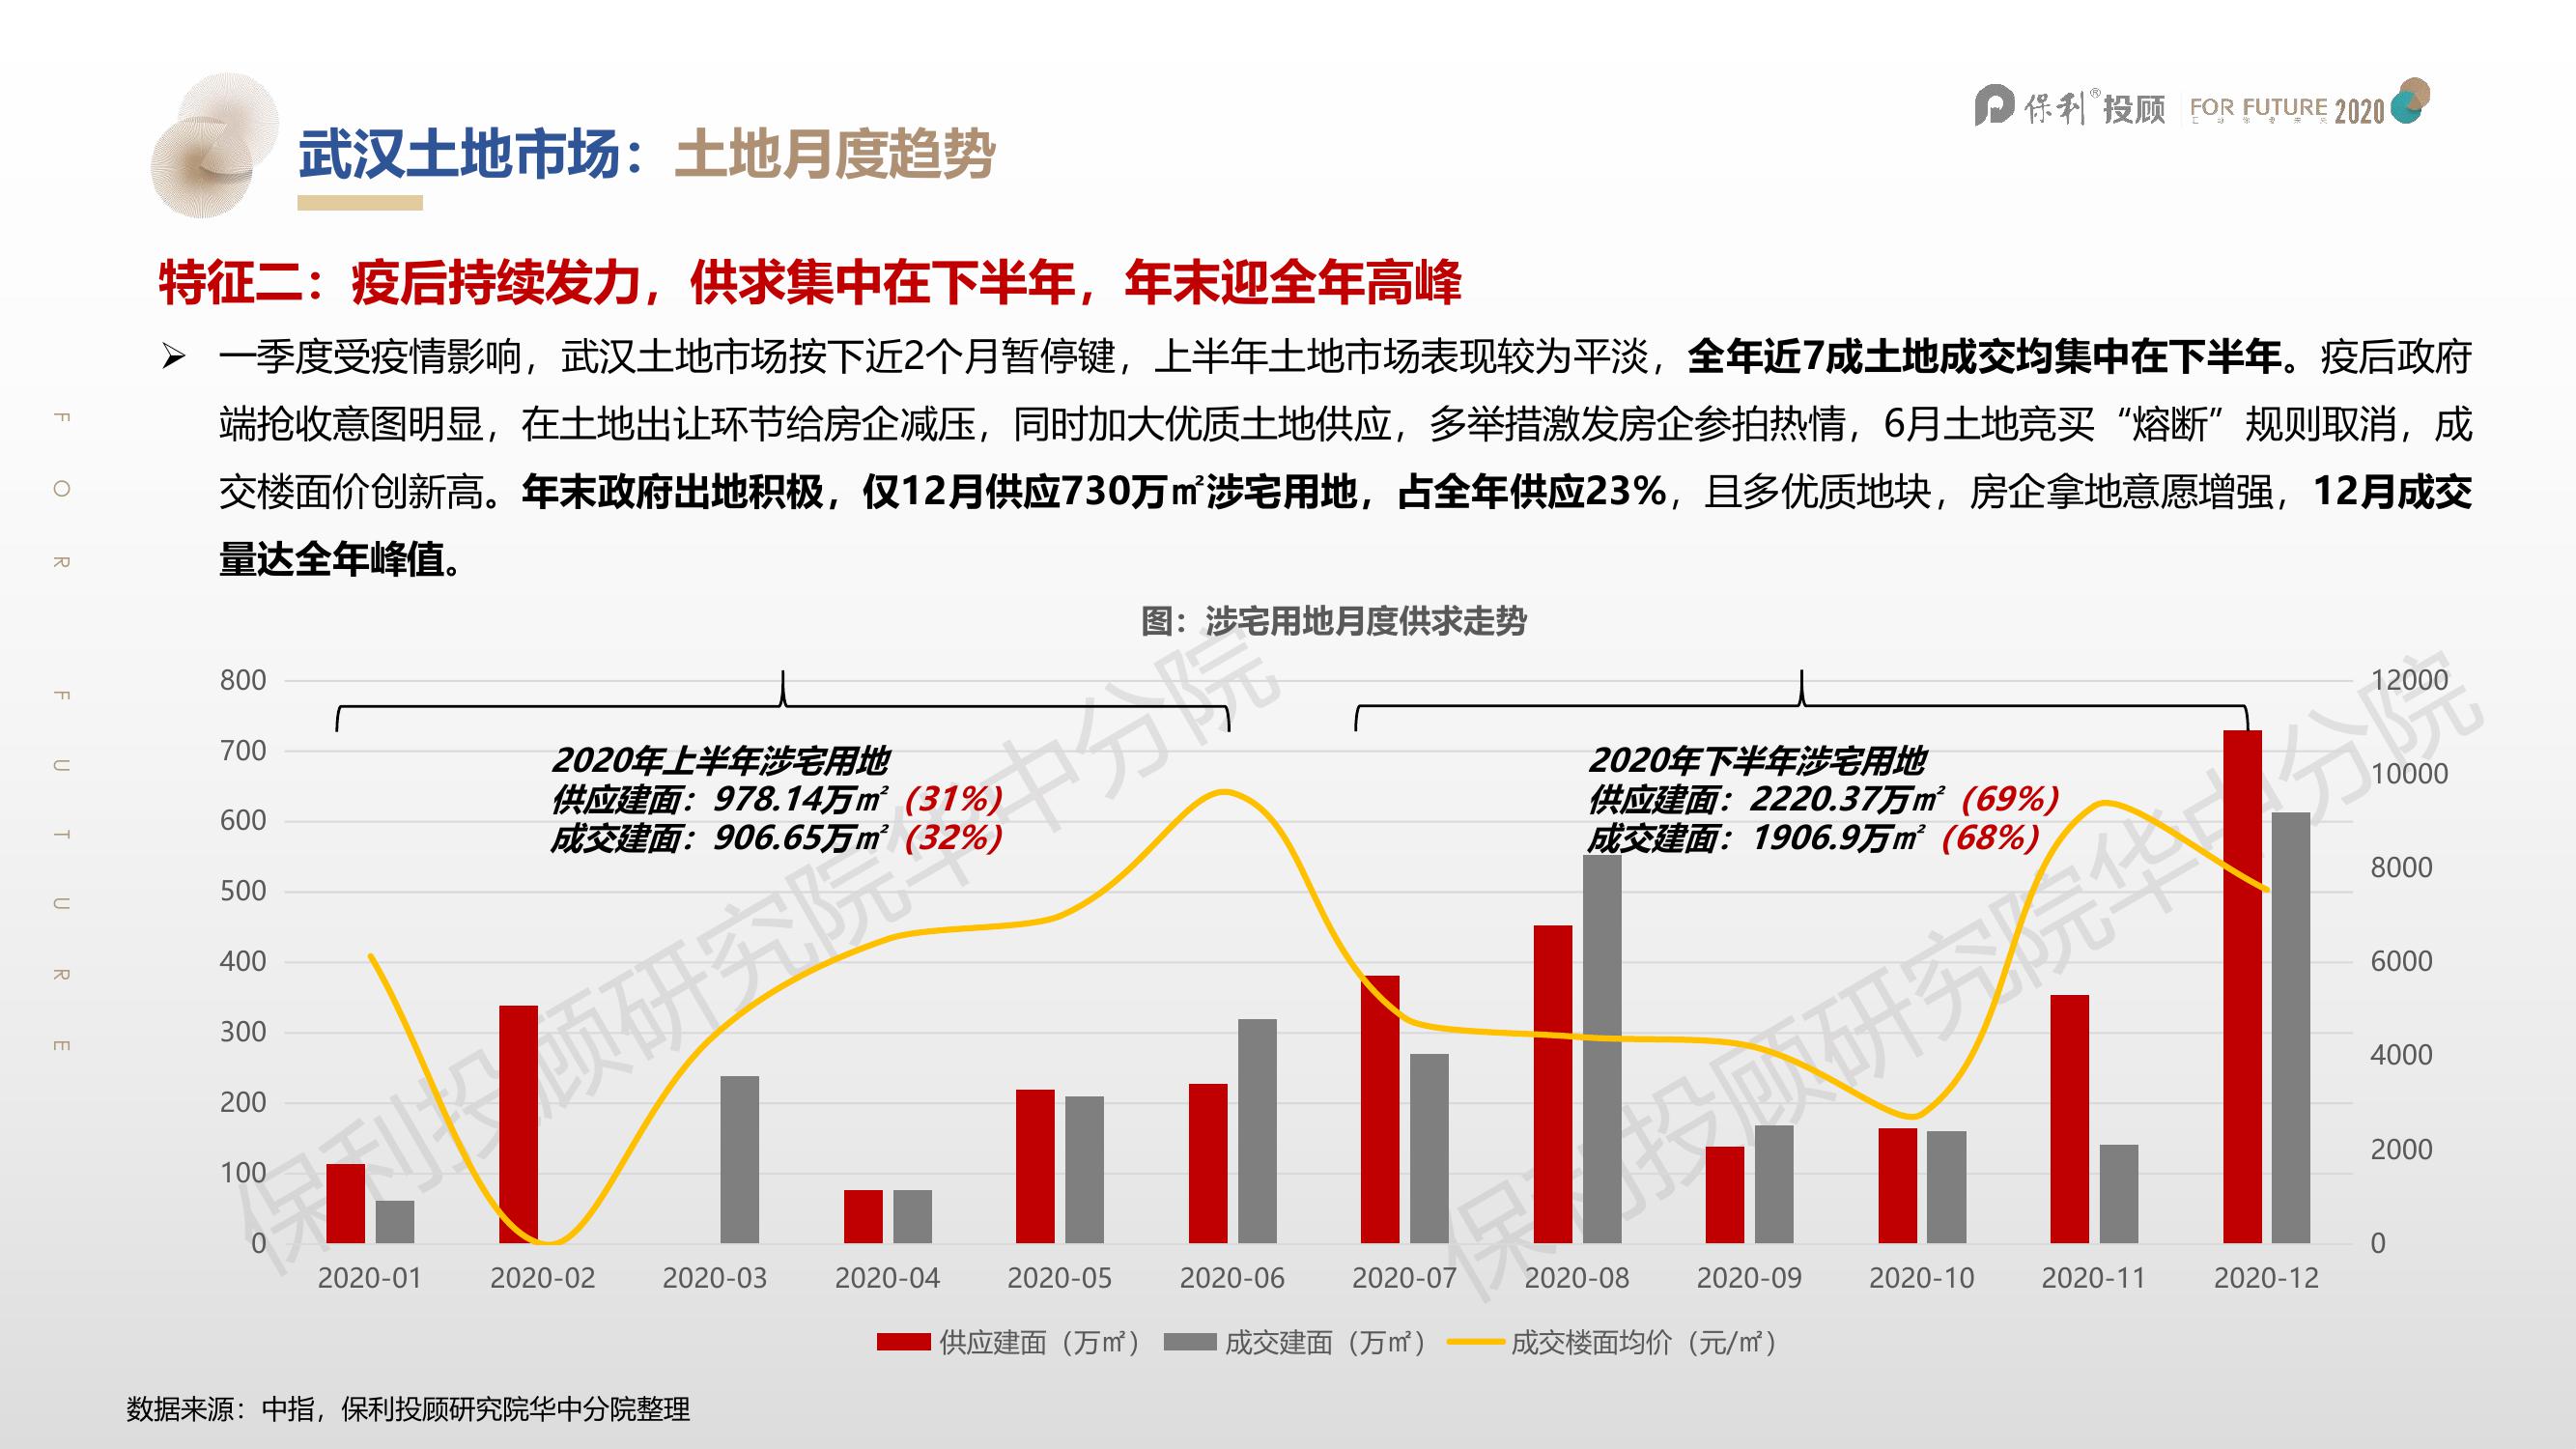 保利®投顾 FOR FUTURE 2020
武汉土地市场：土地月度趋势
特征二：疫后持续发力，供求集中在下半年，年末迎全年高峰
➢ 一季度受疫情影响，武汉土地市场按下近2个月暂停键，上半年土地市场表现较为平淡，全年近7成土地成交均集中在下半年。疫后政府
端抢收意图明显，在土地出让环节给房企减压，同时加大优质土地供应，多举措激发房企参拍热情，6月土地竞买“熔断”规则取消，成
交楼面价创新高。年末政府出地积极，仅12月供应730万㎡涉宅用地，占全年供应23%，且多优质地块，房企拿地意愿增强，12月成交
量达全年峰值。
FOR FUTURE
图：涉宅用地月度供求走势
800
700
600
500
400
300
200
100
0
12000
10000
8000
6000
4000
2000
0
2020年上半年涉宅用地
供应建面：978.14万㎡（31%）
成交建面：906.65万㎡（32%）
2020年下半年涉宅用地
供应建面：2220.37万㎡（69%）
成交建面：1906.9万㎡（68%）
保利投顾研究院华中分院
保利投顾研究院华中分院
2020-01 2020-02 2020-03 2020-04 2020-05 2020-06 2020-07 2020-08 2020-09 2020-10 2020-11 2020-12
供应建面（万㎡） 成交建面（万㎡） 成交楼面均价（元/㎡）
数据来源：中指，保利投顾研究院华中分院整理